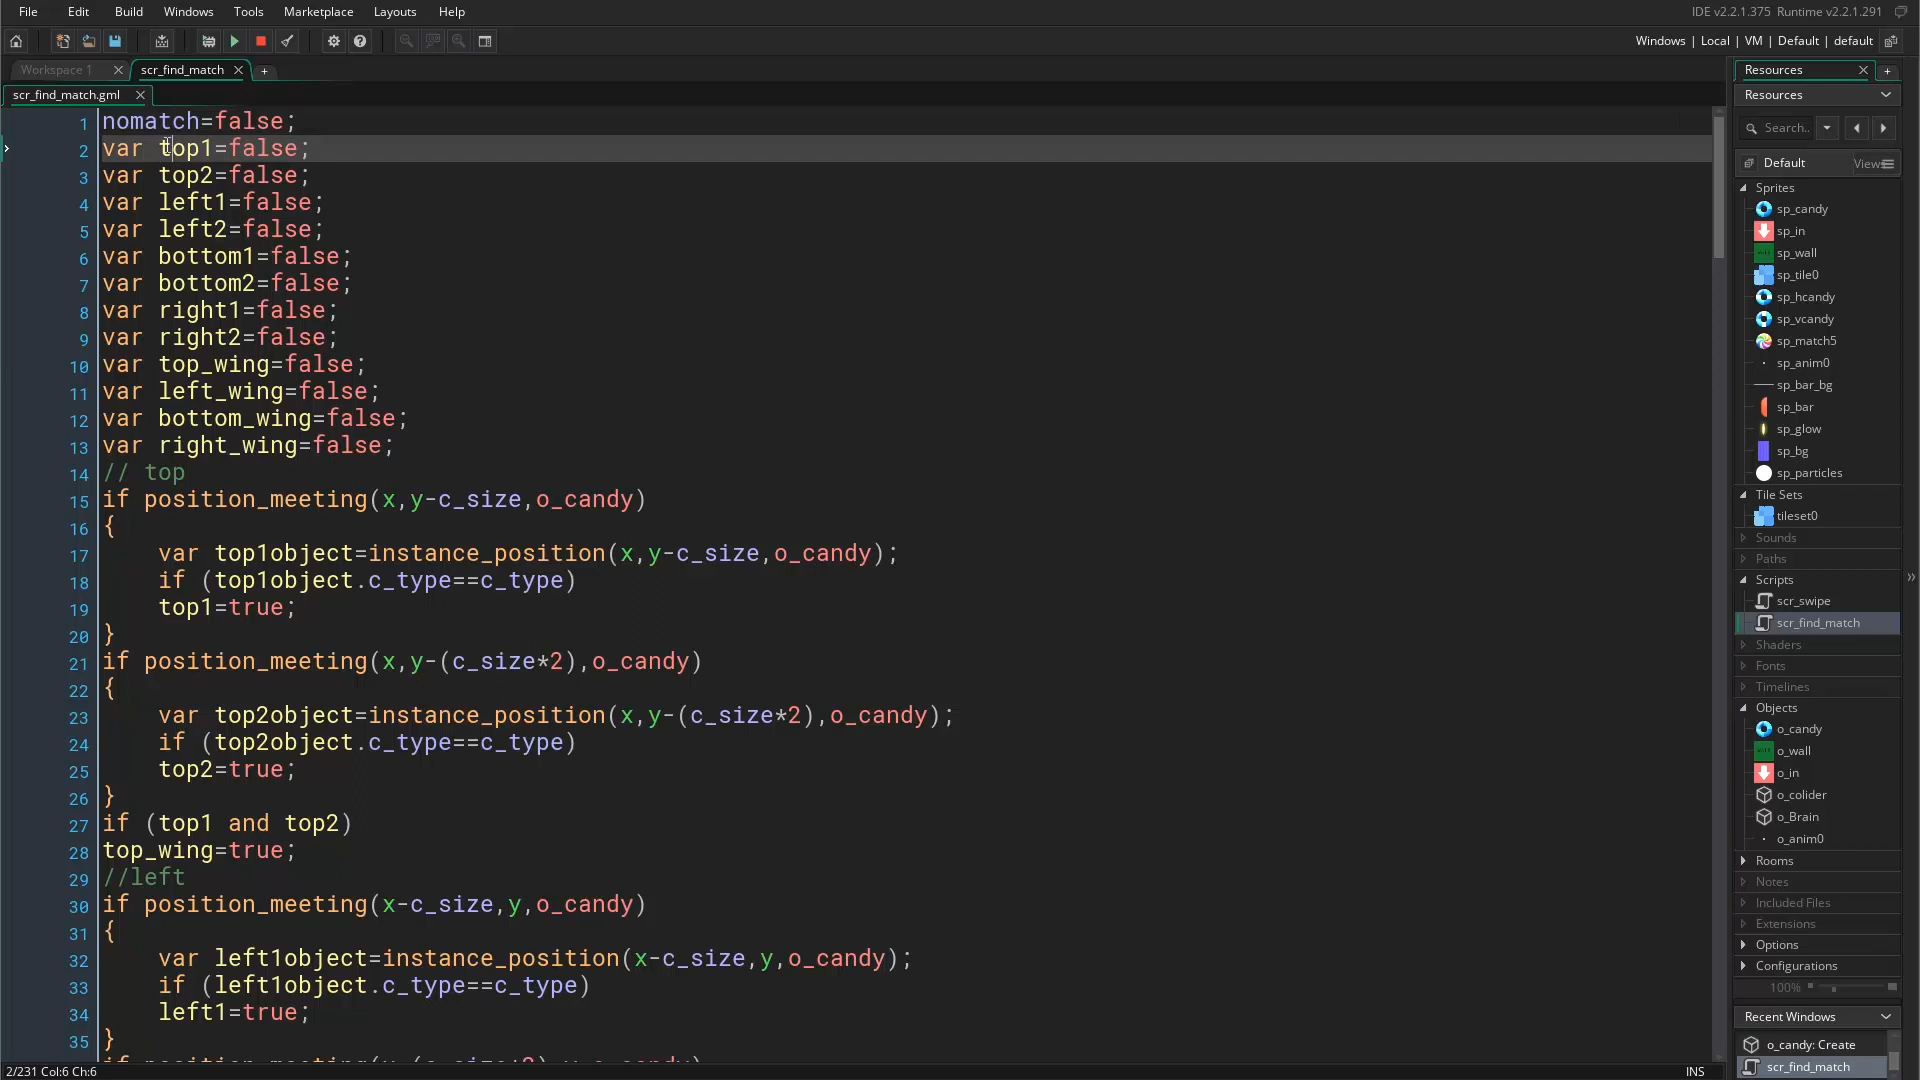 File Edit Build Windows Tools Marketplace Layouts Help
IDE v2.2.1.375 Runtime v2.2.1.291
Windows | Local | VM | Default | default
Workspace 1
scr_find_match
scr_find_match.gml
1 nomatch=false;
2 var top1=false;
3 var top2=false;
4 var left1=false;
5 var left2=false;
6 var bottom1=false;
7 var bottom2=false;
8 var right1=false;
9 var right2=false;
10 var top_wing=false;
11 var left_wing=false;
12 var bottom_wing=false;
13 var right_wing=false;
14 // top
15 if position_meeting(x,y-c_size,o_candy)
16 {
17 var top1object=instance_position(x,y-c_size,o_candy);
18 if (top1object.c_type==c_type)
19 top1=true;
20 }
21 if position_meeting(x,y-(c_size*2),o_candy)
22 {
23 var top2object=instance_position(x,y-(c_size*2),o_candy);
24 if (top2object.c_type==c_type)
25 top2=true;
26 }
27 if (top1 and top2)
28 top_wing=true;
29 //left
30 if position_meeting(x-c_size,y,o_candy)
31 {
32 var left1object=instance_position(x-c_size,y,o_candy);
33 if (left1object.c_type==c_type)
34 left1=true;
35 }
2/231 Col:6 Ch:6
INS
Resources
Resources
Search..
Default
Views
Sprites
sp_candy
sp_in
sp_wall
sp_tile0
sp_hcandy
sp_vcandy
sp_match5
sp_anim0
sp_bar_bg
sp_bar
sp_glow
sp_bg
sp_particles
Tile Sets
tileset0
Sounds
Paths
Scripts
scr_swipe
scr_find_match
Shaders
Fonts
Timelines
Objects
o_candy
o_wall
o_in
o_colider
o_Brain
o_anim0
Rooms
Notes
Included Files
Extensions
Options
Configurations
100%
Recent Windows
o_candy: Create
scr_find_match